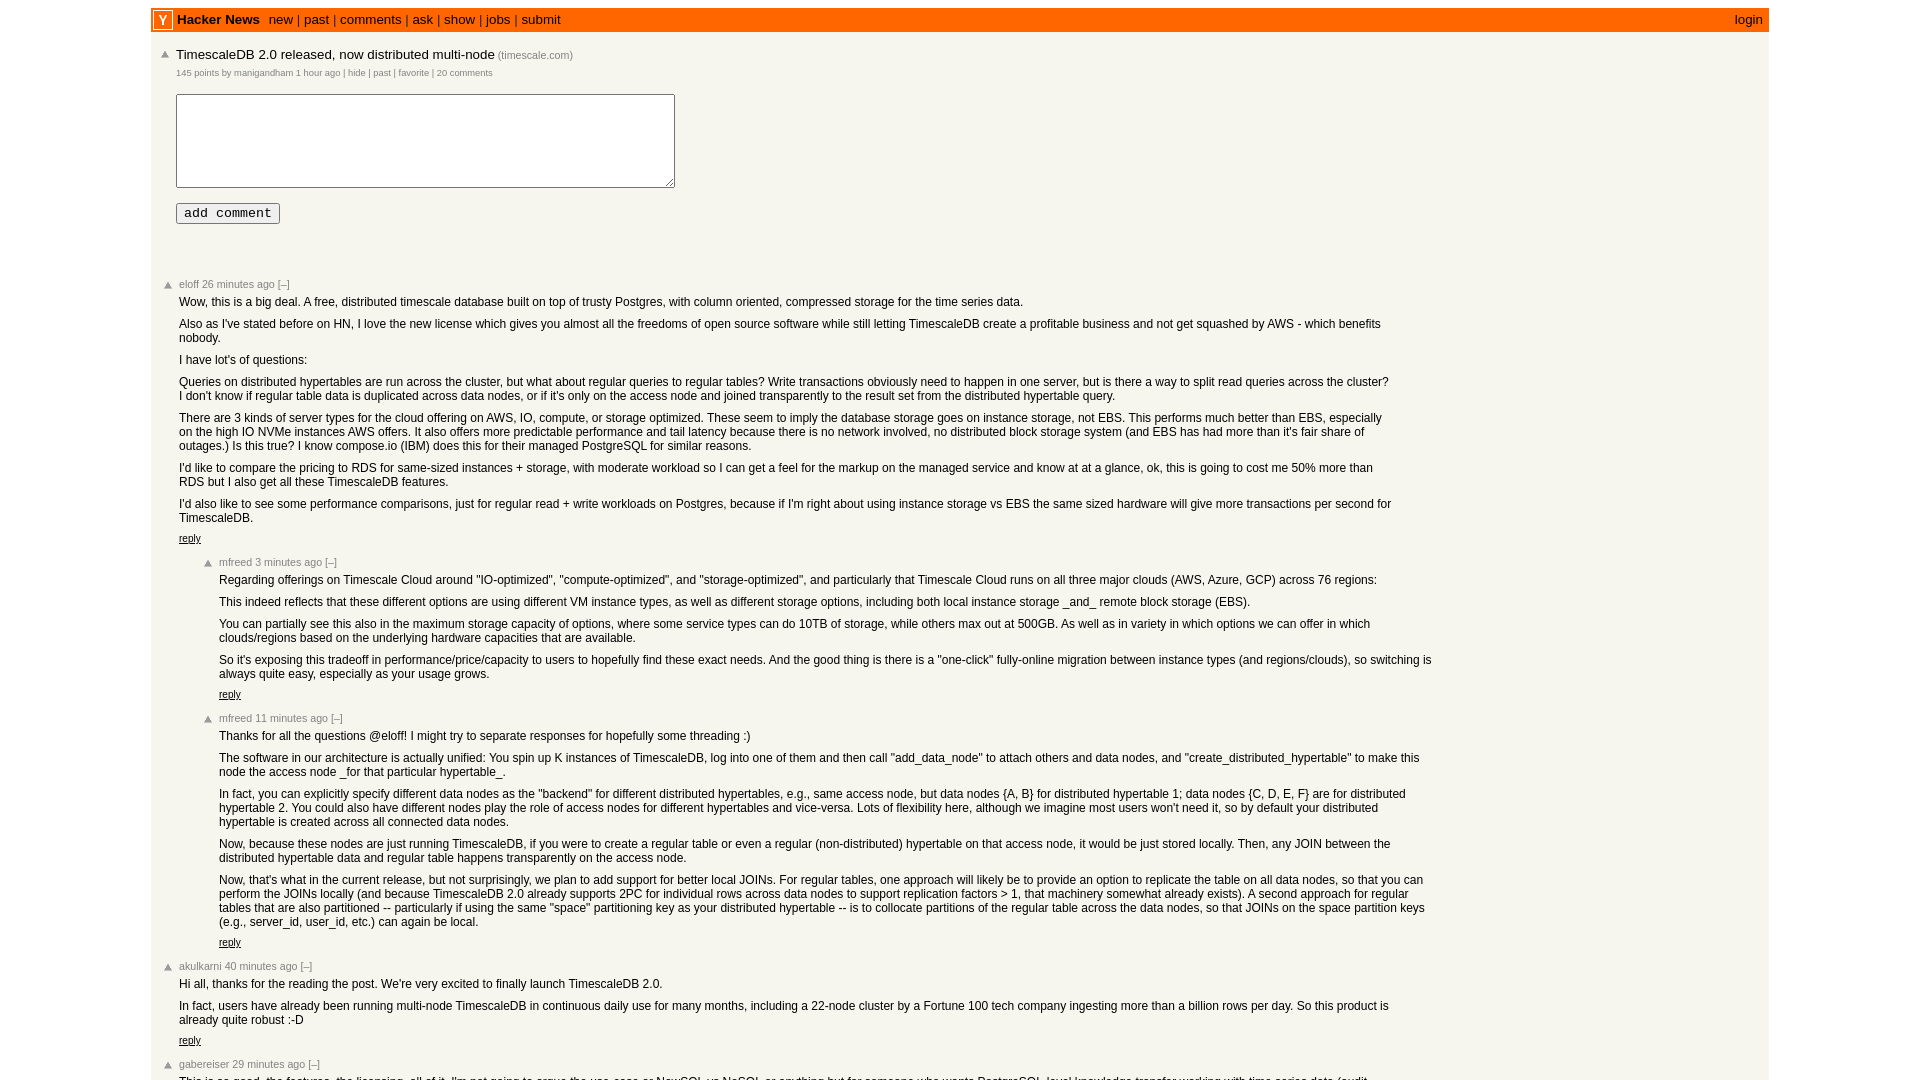 Y Hacker News new | past | comments | ask | show | jobs | submit login
TimescaleDB 2.0 released, now distributed multi-node (timescale.com)
145 points by manigandham 1 hour ago | hide | past | favorite | 20 comments
add comment
eloff 26 minutes ago [–]
Wow, this is a big deal. A free, distributed timescale database built on top of trusty Postgres, with column oriented, compressed storage for the time series data.
Also as I've stated before on HN, I love the new license which gives you almost all the freedoms of open source software while still letting TimescaleDB create a profitable business and not get squashed by AWS - which benefits
nobody.
I have lot's of questions:
Queries on distributed hypertables are run across the cluster, but what about regular queries to regular tables? Write transactions obviously need to happen in one server, but is there a way to split read queries across the cluster?
I don't know if regular table data is duplicated across data nodes, or if it's only on the access node and joined transparently to the result set from the distributed hypertable query.
There are 3 kinds of server types for the cloud offering on AWS, IO, compute, or storage optimized. These seem to imply the database storage goes on instance storage, not EBS. This performs much better than EBS, especially
on the high IO NVMe instances AWS offers. It also offers more predictable performance and tail latency because there is no network involved, no distributed block storage system (and EBS has had more than it's fair share of
outages.) Is this true? I know compose.io (IBM) does this for their managed PostgreSQL for similar reasons.
I'd like to compare the pricing to RDS for same-sized instances + storage, with moderate workload so I can get a feel for the markup on the managed service and know at at a glance, ok, this is going to cost me 50% more than
RDS but I also get all these TimescaleDB features.
I'd also like to see some performance comparisons, just for regular read + write workloads on Postgres, because if I'm right about using instance storage vs EBS the same sized hardware will give more transactions per second for
TimescaleDB.
reply
mfreed 3 minutes ago [–]
Regarding offerings on Timescale Cloud around "IO-optimized", "compute-optimized", and "storage-optimized", and particularly that Timescale Cloud runs on all three major clouds (AWS, Azure, GCP) across 76 regions:
This indeed reflects that these different options are using different VM instance types, as well as different storage options, including both local instance storage _and_ remote block storage (EBS).
You can partially see this also in the maximum storage capacity of options, where some service types can do 10TB of storage, while others max out at 500GB. As well as in variety in which options we can offer in which
clouds/regions based on the underlying hardware capacities that are available.
So it's exposing this tradeoff in performance/price/capacity to users to hopefully find these exact needs. And the good thing is there is a "one-click" fully-online migration between instance types (and regions/clouds), so switching is
always quite easy, especially as your usage grows.
reply
mfreed 11 minutes ago [–]
Thanks for all the questions @eloff! I might try to separate responses for hopefully some threading :)
The software in our architecture is actually unified: You spin up K instances of TimescaleDB, log into one of them and then call "add_data_node" to attach others and data nodes, and "create_distributed_hypertable" to make this
node the access node _for that particular hypertable_.
In fact, you can explicitly specify different data nodes as the "backend" for different distributed hypertables, e.g., same access node, but data nodes {A, B} for distributed hypertable 1; data nodes {C, D, E, F} are for distributed
hypertable 2. You could also have different nodes play the role of access nodes for different hypertables and vice-versa. Lots of flexibility here, although we imagine most users won't need it, so by default your distributed
hypertable is created across all connected data nodes.
Now, because these nodes are just running TimescaleDB, if you were to create a regular table or even a regular (non-distributed) hypertable on that access node, it would be just stored locally. Then, any JOIN between the
distributed hypertable data and regular table happens transparently on the access node.
Now, that's what in the current release, but not surprisingly, we plan to add support for better local JOINs. For regular tables, one approach will likely be to provide an option to replicate the table on all data nodes, so that you can
perform the JOINs locally (and because TimescaleDB 2.0 already supports 2PC for individual rows across data nodes to support replication factors > 1, that machinery somewhat already exists). A second approach for regular
tables that are also partitioned -- particularly if using the same "space" partitioning key as your distributed hypertable -- is to collocate partitions of the regular table across the data nodes, so that JOINs on the space partition keys
(e.g., server_id, user_id, etc.) can again be local.
reply
akulkarni 40 minutes ago [–]
Hi all, thanks for the reading the post. We're very excited to finally launch TimescaleDB 2.0.
In fact, users have already been running multi-node TimescaleDB in continuous daily use for many months, including a 22-node cluster by a Fortune 100 tech company ingesting more than a billion rows per day. So this product is
already quite robust :-D
reply
gabereiser 29 minutes ago [–]
This is so good, the features, the licensing, all of it. I'm not going to argue the use case or NewSQL vs NoSQL or anything but for someone who wants PostgreSQL level knowledge transfer working with time series data (audit